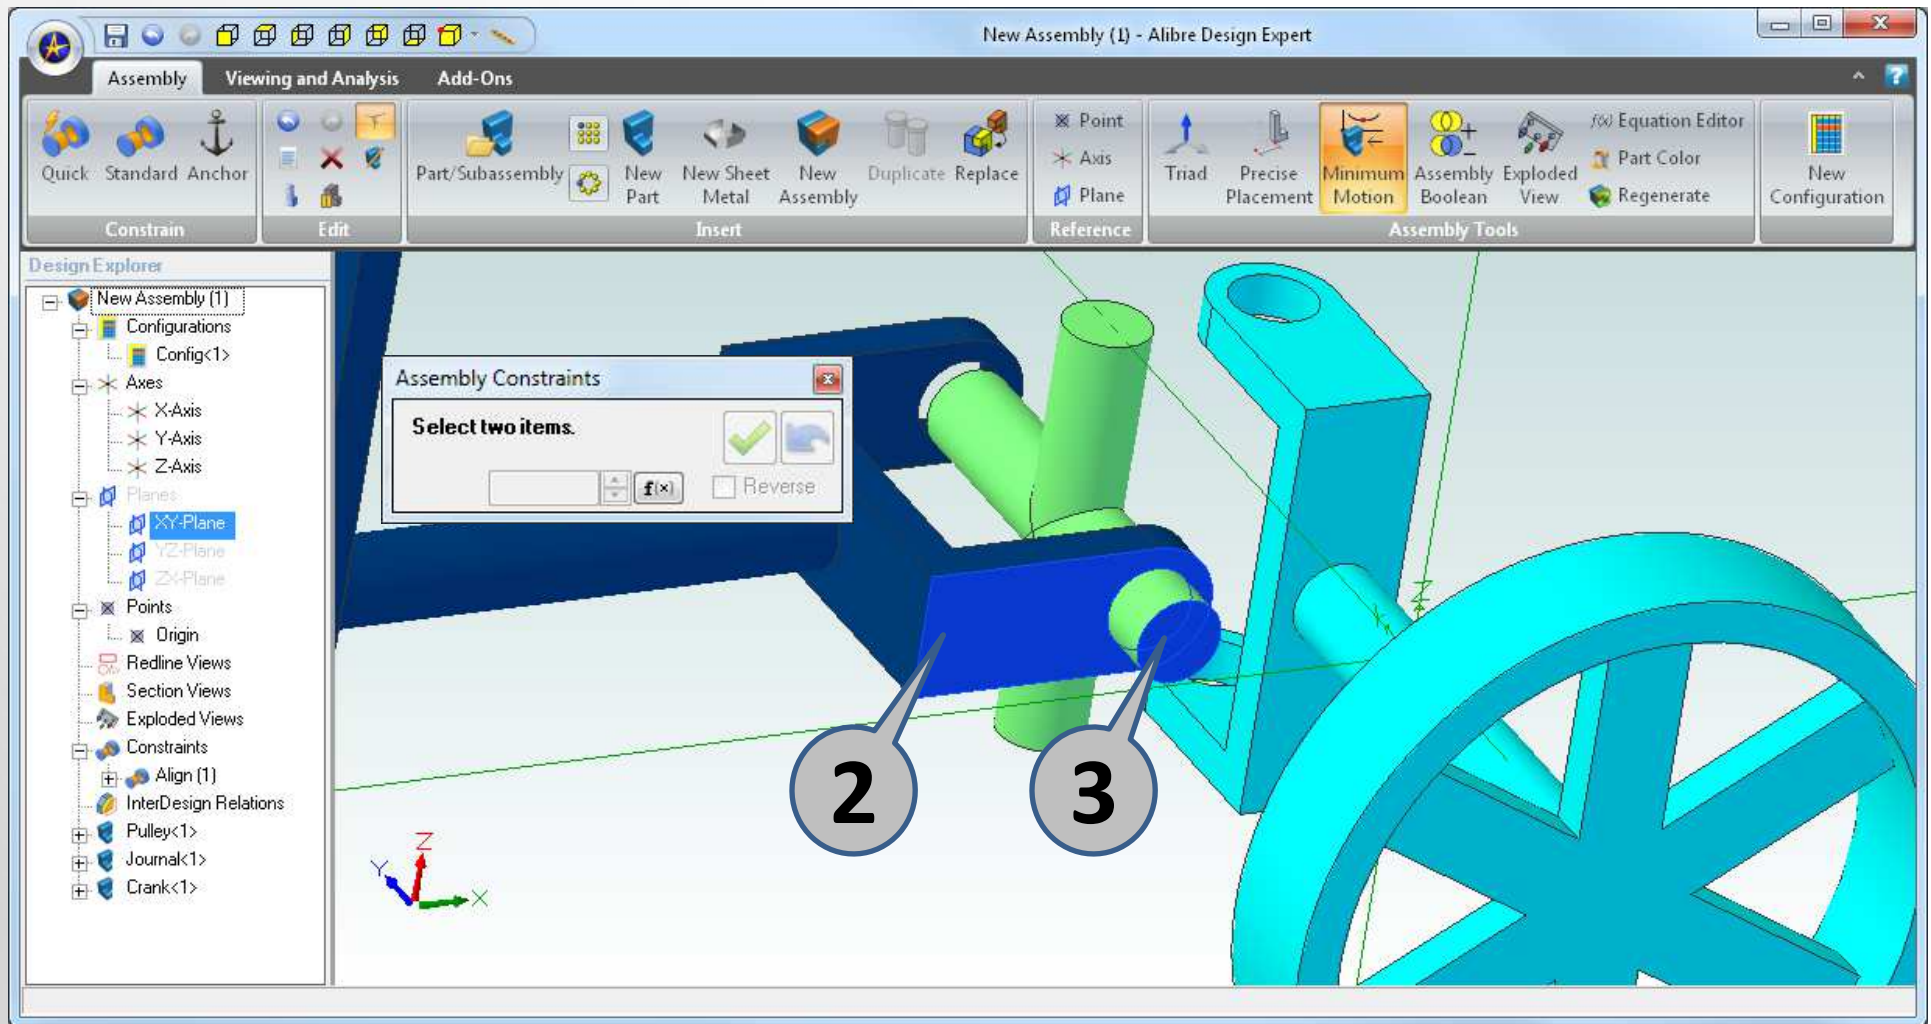 New Assembly (1) - Alibre Design Expert
Assembly Viewing and Analysis Add-Ons
Quick Standard Anchor
Constrain
Edit
Part/Subassembly
New Part
New Sheet Metal
New Assembly
Duplicate Replace
Insert
Point
Axis
Plane
Reference
Triad
Precise Placement
Minimum Motion
Assembly Boolean
Exploded View
f(x) Equation Editor
Part Color
Regenerate
Assembly Tools
New Configuration
Design Explorer
New Assembly (1)
Configurations
Config<1>
Axes
X-Axis
Y-Axis
Z-Axis
Planes
XY-Plane
YZ-Plane
ZX-Plane
Points
Origin
Redline Views
Section Views
Exploded Views
Constraints
Align (1)
InterDesign Relations
Pulley<1>
Journal<1>
Crank<1>
Assembly Constraints
Select two items.
f(x)
Reverse
2
3
Z
Y
X
Z